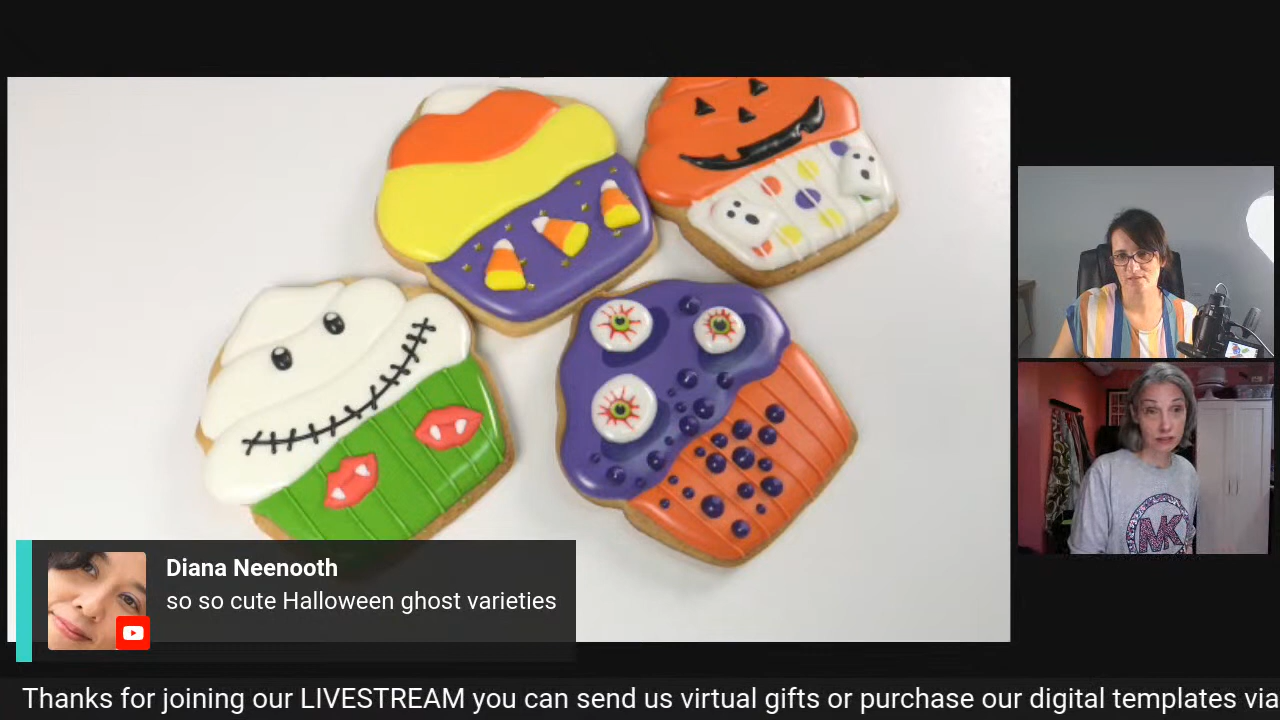 MK
Diana Neenooth
so so cute Halloween ghost varieties
Thanks for joining our LIVESTREAM you can send us virtual gifts or purchase our digital templates via